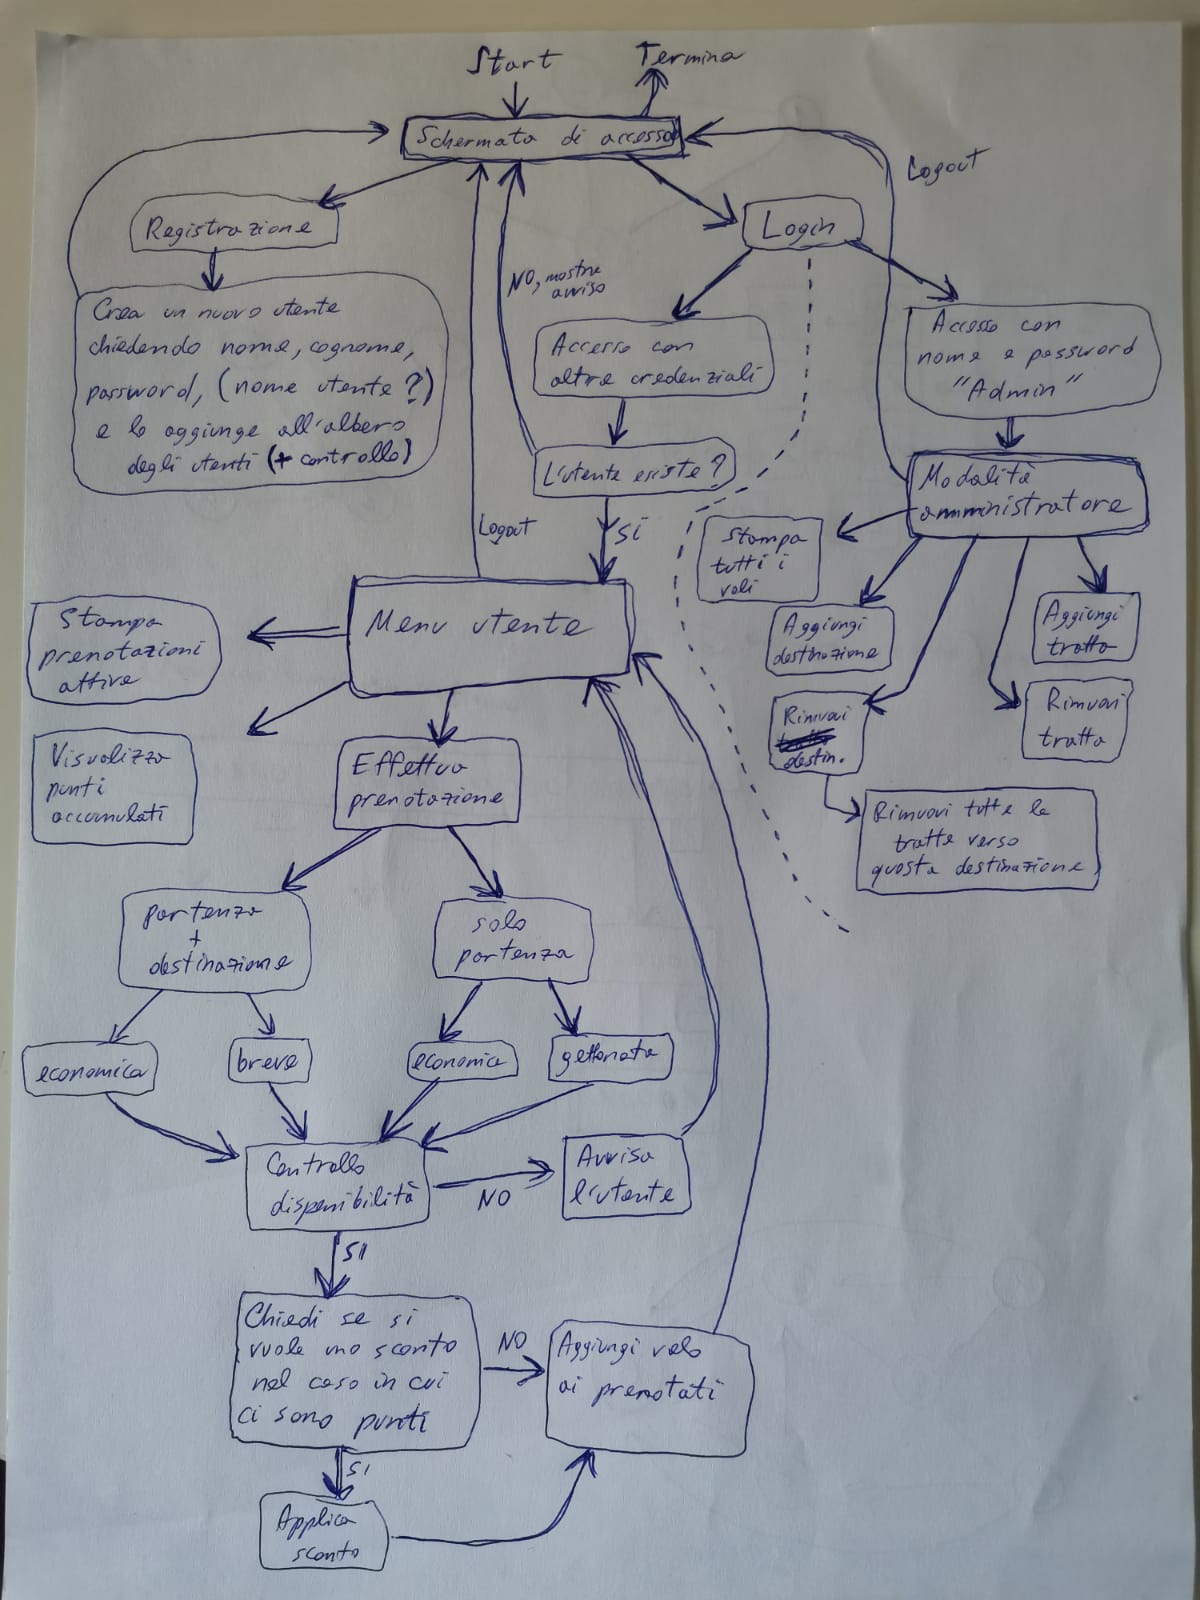 Start
Termina
Schermata di accesso
Logout
Registrazione
Login
NO, mostra
avviso
Crea un nuovo utente
chiedendo nome, cognome,
password, (nome utente?)
e lo aggiunge all'albero
degli utenti (+ controllo)
Accesso con
altre credenziali
Accesso con
nome e password
"Admin"
L'utente esiste?
Modalità
amministratore
Logout
SI
Stampa
tutti i
voli
Menu utente
Stampa
prenotazioni
attive
Aggiungi
destinazione
Aggiungi
tratta
Rimuovi
destin.
Rimuovi
tratta
Visualizza
punti
accumulati
Effettua
prenotazione
Rimuovi tutte le
tratte verso
questa destinazione
partenza
+
destinazione
solo
partenza
economica
breve
economica
gettonata
Controllo
disponibilità
NO
Avvisa
l'utente
SI
Chiedi se si
vuole uno sconto
nel caso in cui
ci sono punti
NO
Aggiungi volo
ai prenotati
SI
Applica
sconto